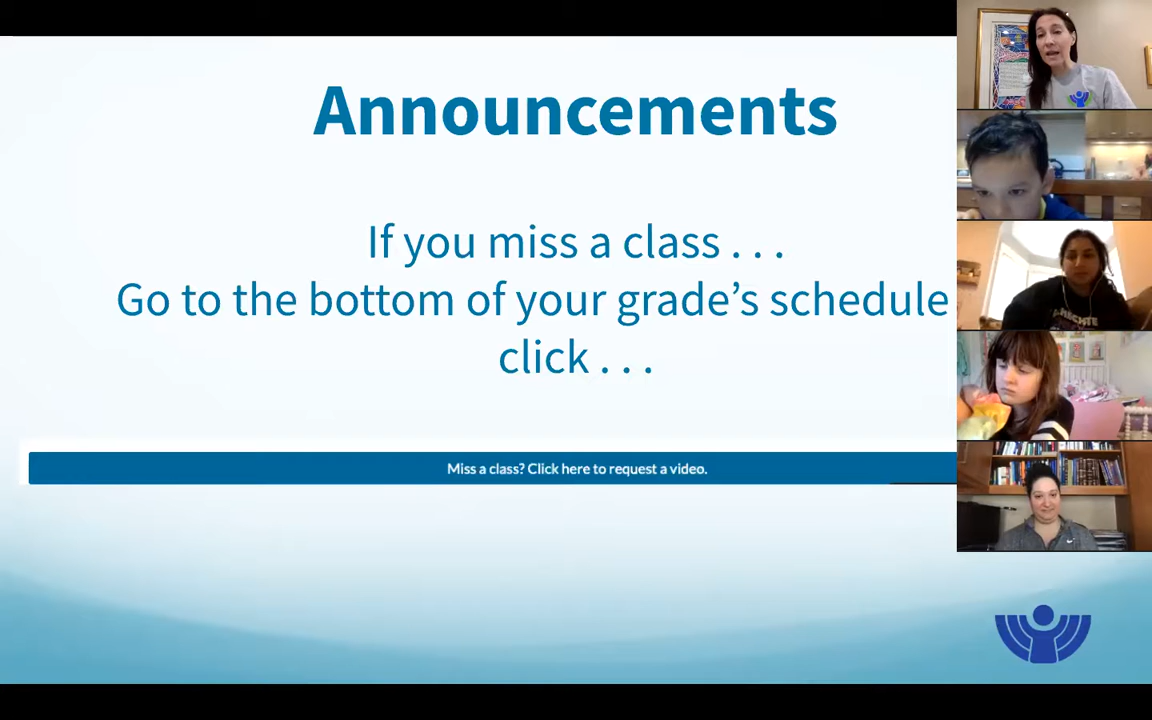 Announcements
If you miss a class . . .
Go to the bottom of your grade’s schedule
click . . .
Miss a class? Click here to request a video.